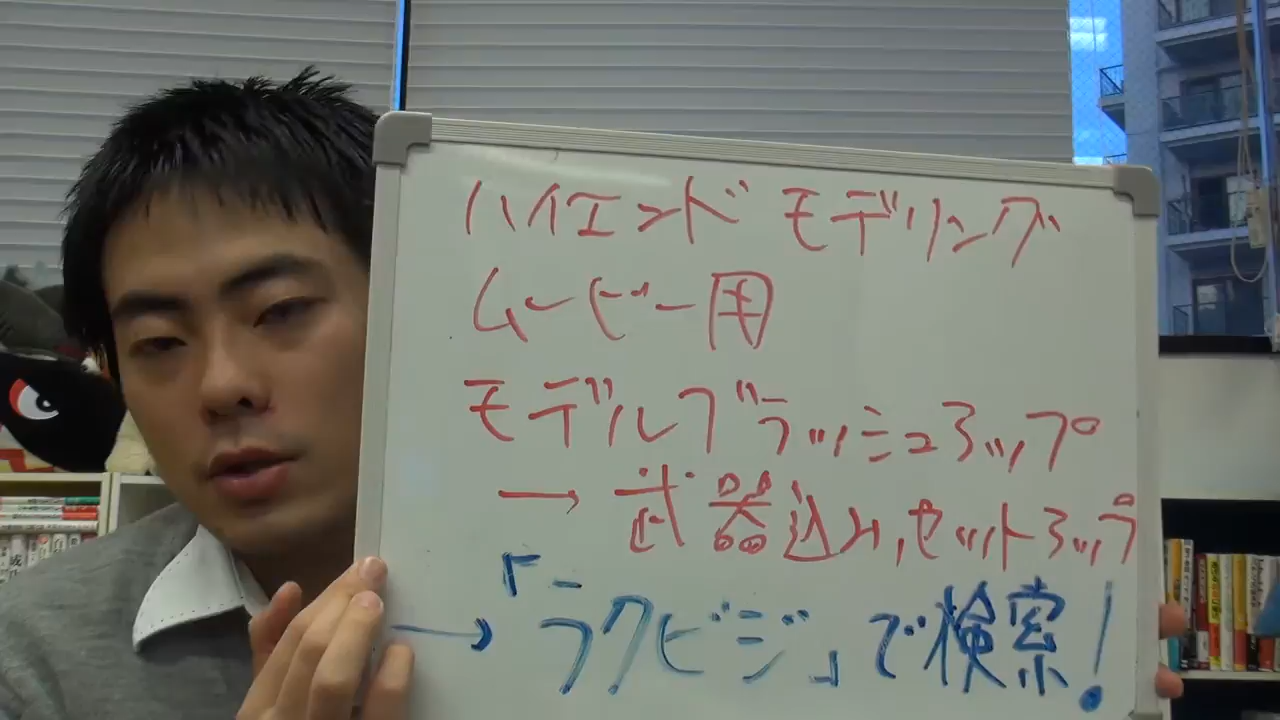 ハイエンドモデリング
ムービー用
モデルブラッシュアップ
→ 武器込み、セットアップ
→「ラクビジ」で検索!